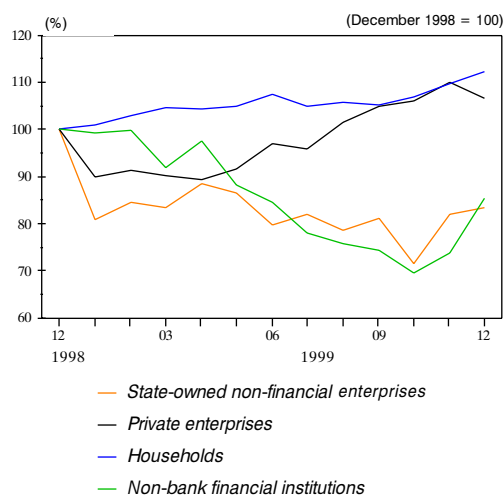 (%) (December 1998 = 100)
120
110
100
90
80
70
60
12 03 06 09 12
1998 1999
State-owned non-financial enterprises
Private enterprises
Households
Non-bank financial institutions